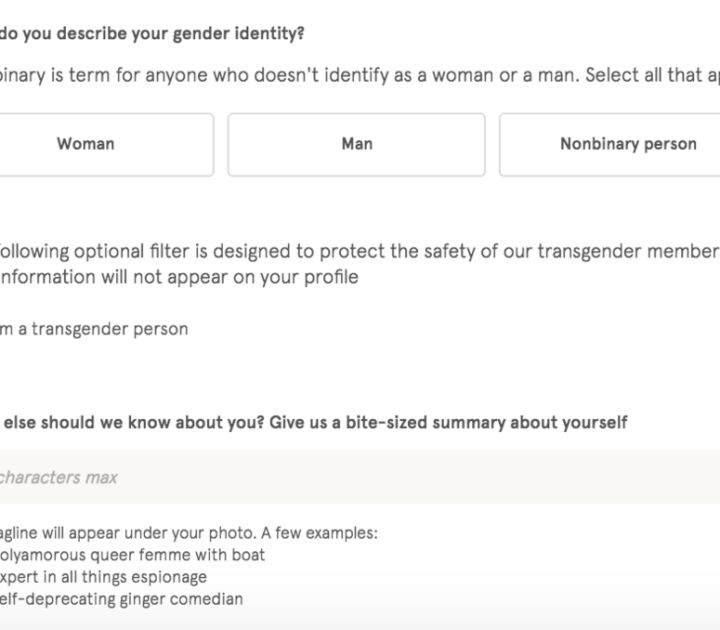 do you describe your gender identity?
binary is term for anyone who doesn't identify as a woman or a man. Select all that ap
Woman
Man
Nonbinary person
ollowing optional filter is designed to protect the safety of our transgender member
nformation will not appear on your profile
m a transgender person
else should we know about you? Give us a bite-sized summary about yourself
characters max
agline will appear under your photo. A few examples:
olyamorous queer femme with boat
xpert in all things espionage
elf-deprecating ginger comedian